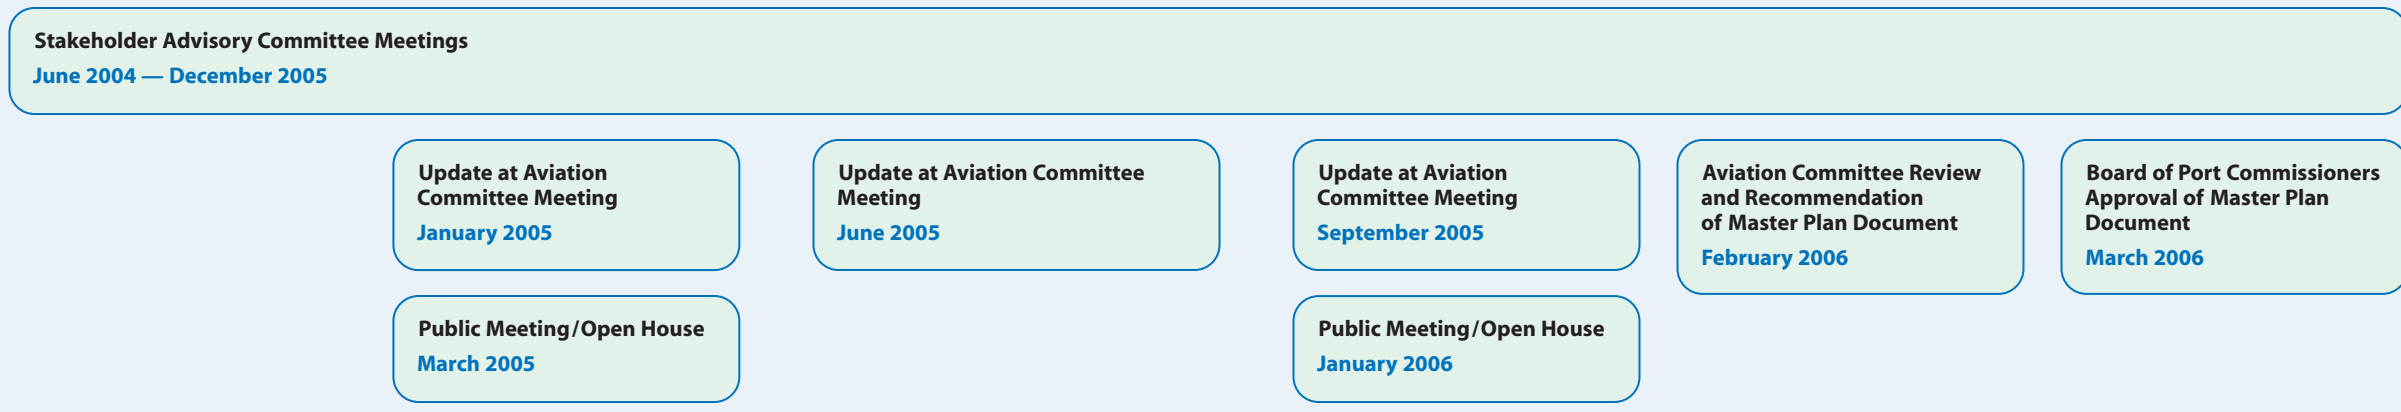 Stakeholder Advisory Committee Meetings
June 2004 — December 2005
Update at Aviation
Committee Meeting
January 2005
Update at Aviation Committee
Meeting
June 2005
Update at Aviation
Committee Meeting
September 2005
Aviation Committee Review
and Recommendation
of Master Plan Document
February 2006
Board of Port Commissioners
Approval of Master Plan
Document
March 2006
Public Meeting/Open House
March 2005
Public Meeting/Open House
January 2006